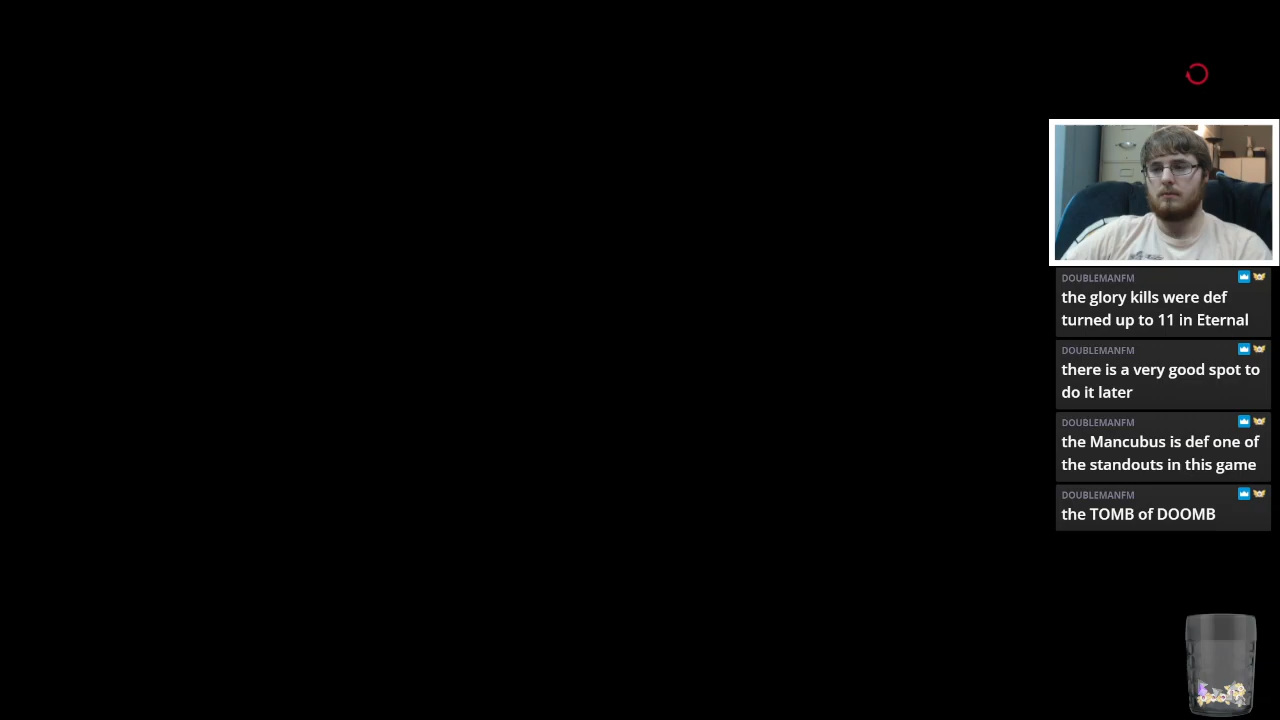 DOUBLEMANFM
the glory kills were def
turned up to 11 in Eternal
DOUBLEMANFM
there is a very good spot to
do it later
DOUBLEMANFM
the Mancubus is def one of
the standouts in this game
DOUBLEMANFM
the TOMB of DOOMB